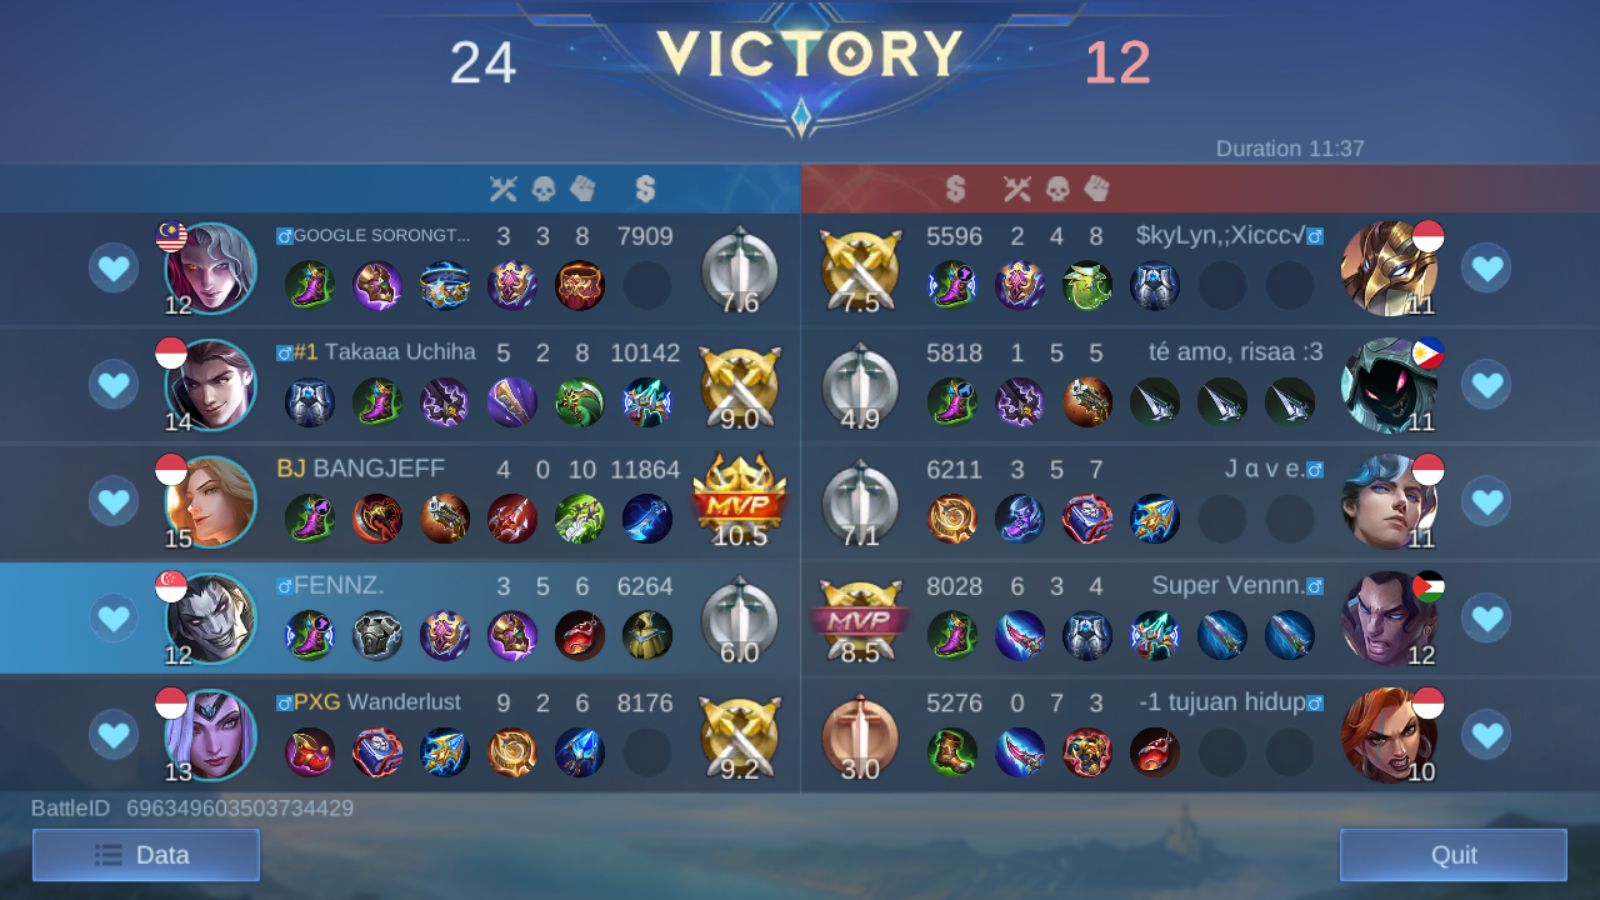 24 VICTORY 12
Duration 11:37
GOOGLE SORONGT... 3 3 8 7909
12 7.6
5596 2 4 8 $kyLyn,;Xiccc√
7.5 11
#1 Takaaa Uchiha 5 2 8 10142
14 9.0
5818 1 5 5 té amo, risaa :3
4.9 11
BJ BANGJEFF 4 0 10 11864
MVP
15 10.5
6211 3 5 7 J ɑ v e.
7.1 11
FENNZ. 3 5 6 6264
12 6.0
8028 6 3 4 Super Vennn.
MVP
8.5 12
PXG Wanderlust 9 2 6 8176
13 9.2
5276 0 7 3 -1 tujuan hidup
3.0 10
BattleID 696349603503734429
Data
Quit